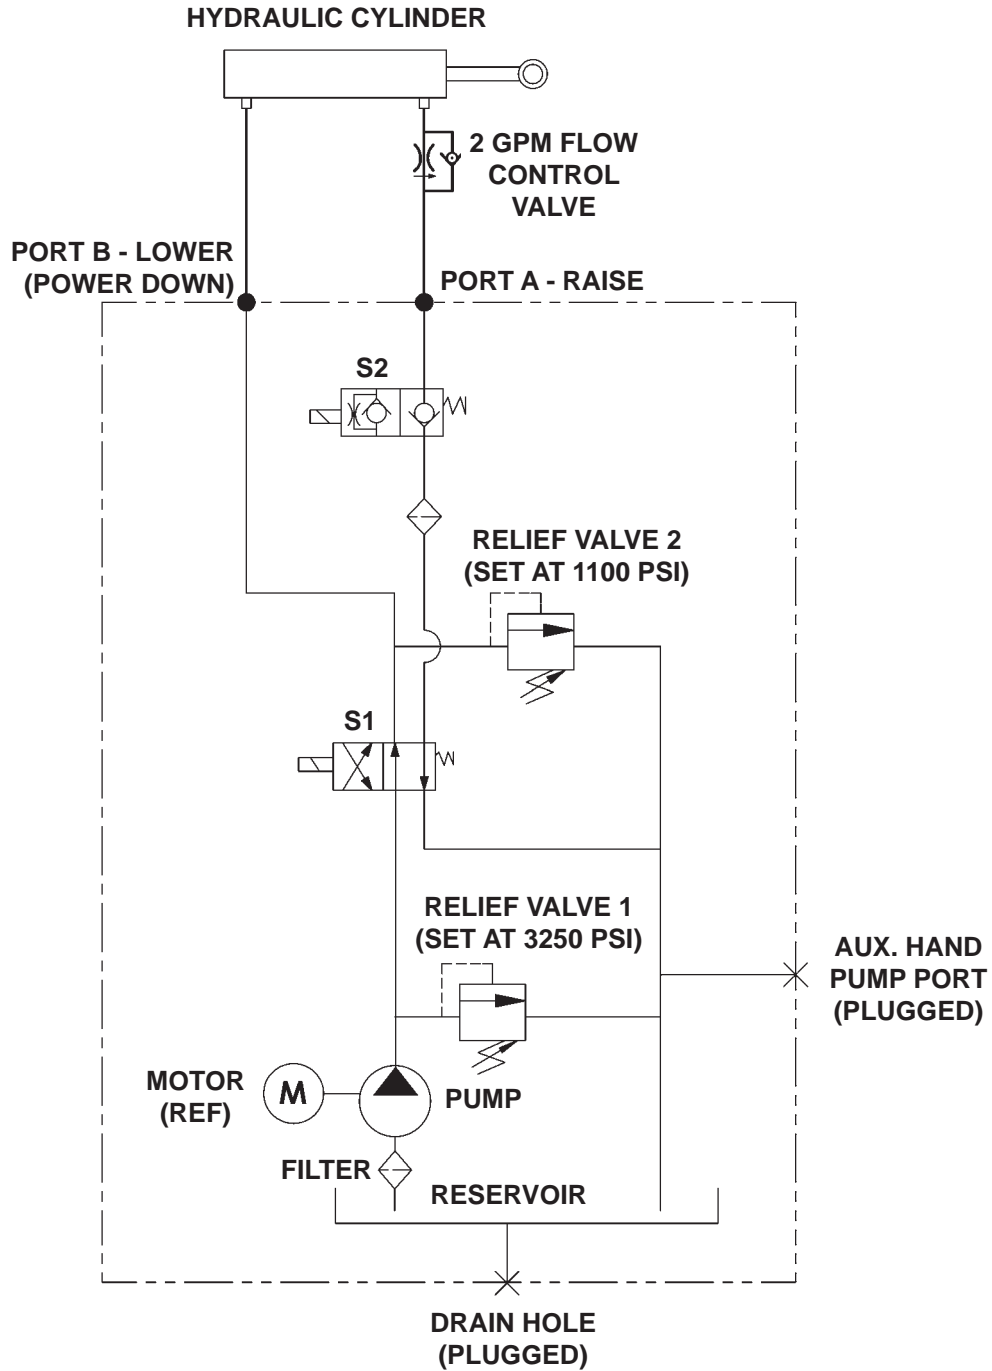 HYDRAULIC CYLINDER
2 GPM FLOW
CONTROL
VALVE
PORT B - LOWER
(POWER DOWN)
PORT A - RAISE
S2
RELIEF VALVE 2
(SET AT 1100 PSI)
S1
RELIEF VALVE 1
(SET AT 3250 PSI)
AUX. HAND
PUMP PORT
(PLUGGED)
MOTOR
(REF)
M
PUMP
FILTER
RESERVOIR
DRAIN HOLE
(PLUGGED)